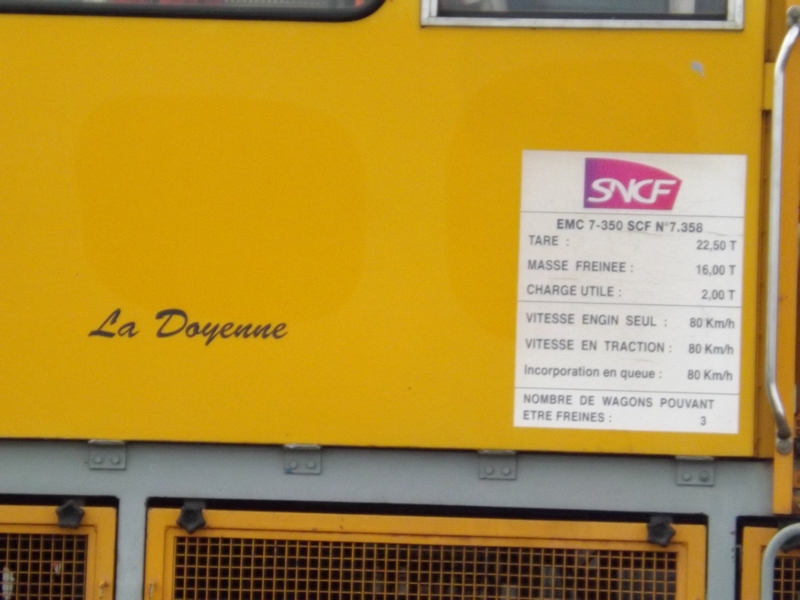 La Doyenne
SNCF
EMC 7-350 SCF N°7.358
TARE : 22,50 T
MASSE FREINEE : 16,00 T
CHARGE UTILE : 2,00 T
VITESSE ENGIN SEUL : 80 Km/h
VITESSE EN TRACTION : 80 Km/h
Incorporation en queue : 80 Km/h
NOMBRE DE WAGONS POUVANT
ETRE FREINES : 3